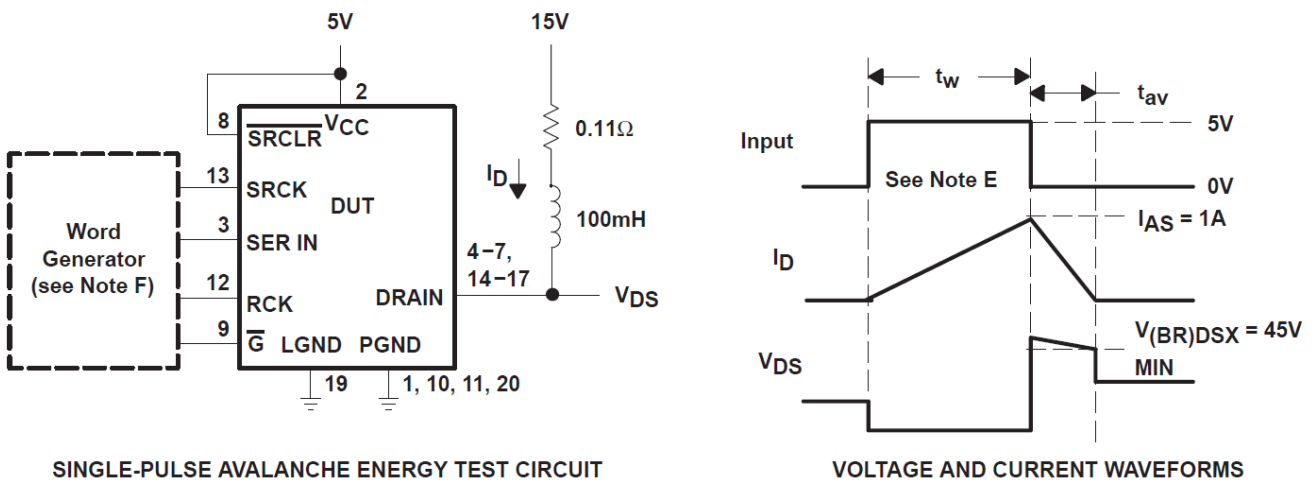 5V
15V
2
8
SRCLR
VCC
0.11Ω
13
SRCK
DUT
ID
100mH
Word
Generator
(see Note F)
3
SER IN
4−7,
14−17
12
RCK
DRAIN
VDS
9
G
LGND
PGND
19
1, 10, 11, 20
SINGLE-PULSE AVALANCHE ENERGY TEST CIRCUIT
tw
tav
Input
5V
See Note E
0V
IAS = 1A
ID
V(BR)DSX = 45V
MIN
VDS
VOLTAGE AND CURRENT WAVEFORMS